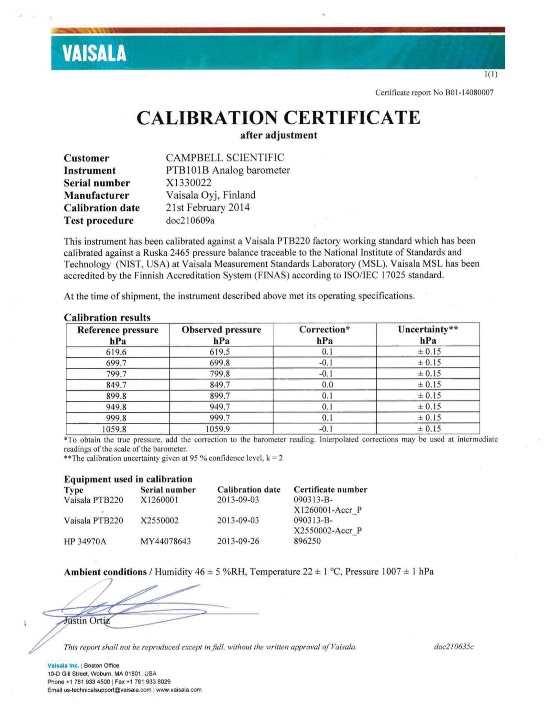 VAISALA
1(1)
Certificate report No B01-14080007
CALIBRATION CERTIFICATE
after adjustment
Customer CAMPBELL SCIENTIFIC
Instrument PTB101B Analog barometer
Serial number X1330022
Manufacturer Vaisala Oyj, Finland
Calibration date 21st February 2014
Test procedure doc210609a
This instrument has been calibrated against a Vaisala PTB220 factory working standard which has been
calibrated against a Ruska 2465 pressure balance traceable to the National Institute of Standards and
Technology (NIST, USA) at Vaisala Measurement Standards Laboratory (MSL). Vaisala MSL has been
accredited by the Finnish Accreditation System (FINAS) according to ISO/IEC 17025 standard.
At the time of shipment, the instrument described above met its operating specifications.
Calibration results
Reference pressure Observed pressure Correction* Uncertainty**
hPa hPa hPa hPa
619.6 619.5 0.1 ± 0.15
699.7 699.8 -0.1 ± 0.15
799.7 799.8 -0.1 ± 0.15
849.7 849.7 0.0 ± 0.15
899.8 899.7 0.1 ± 0.15
949.8 949.7 0.1 ± 0.15
999.8 999.7 0.1 ± 0.15
1059.8 1059.9 -0.1 ± 0.15
*To obtain the true pressure, add the correction to the barometer reading. Interpolated corrections may be used at intermediate
readings of the scale of the barometer.
**The calibration uncertainty given at 95 % confidence level, k = 2
Equipment used in calibration
Type Serial number Calibration date Certificate number
Vaisala PTB220 X1260001 2013-09-03 090313-B-
X1260001-Accr_P
Vaisala PTB220 X2550002 2013-09-03 090313-B-
X2550002-Accr_P
HP 34970A MY44078643 2013-09-26 896250
Ambient conditions / Humidity 46 ± 5 %RH, Temperature 22 ± 1 °C, Pressure 1007 ± 1 hPa
Justin Ortiz
This report shall not be reproduced except in full, without the written approval of Vaisala. doc210635c
Vaisala Inc. | Boston Office
10-D Gill Street, Woburn, MA 01801, USA
Phone +1 781 933 4500 | Fax +1 781 933 8029
Email us-technicalsupport@vaisala.com | www.vaisala.com